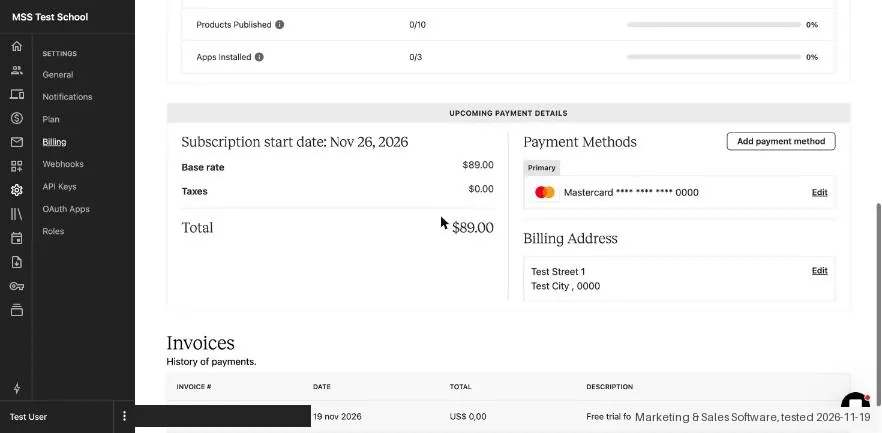 MSS Test School
SETTINGS
General
Notifications
Plan
Billing
Webhooks
API Keys
OAuth Apps
Roles
Test User
Products Published 0/10 0%
Apps Installed 0/3 0%
UPCOMING PAYMENT DETAILS
Subscription start date: Nov 26, 2026
Base rate $89.00
Taxes $0.00
Total $89.00
Payment Methods Add payment method
Primary
Mastercard **** **** **** 0000 Edit
Billing Address
Test Street 1 Edit
Test City , 0000
Invoices
History of payments.
INVOICE # DATE TOTAL DESCRIPTION
19 nov 2026 US$ 0,00 Free trial fo
Marketing & Sales Software, tested 2026-11-19